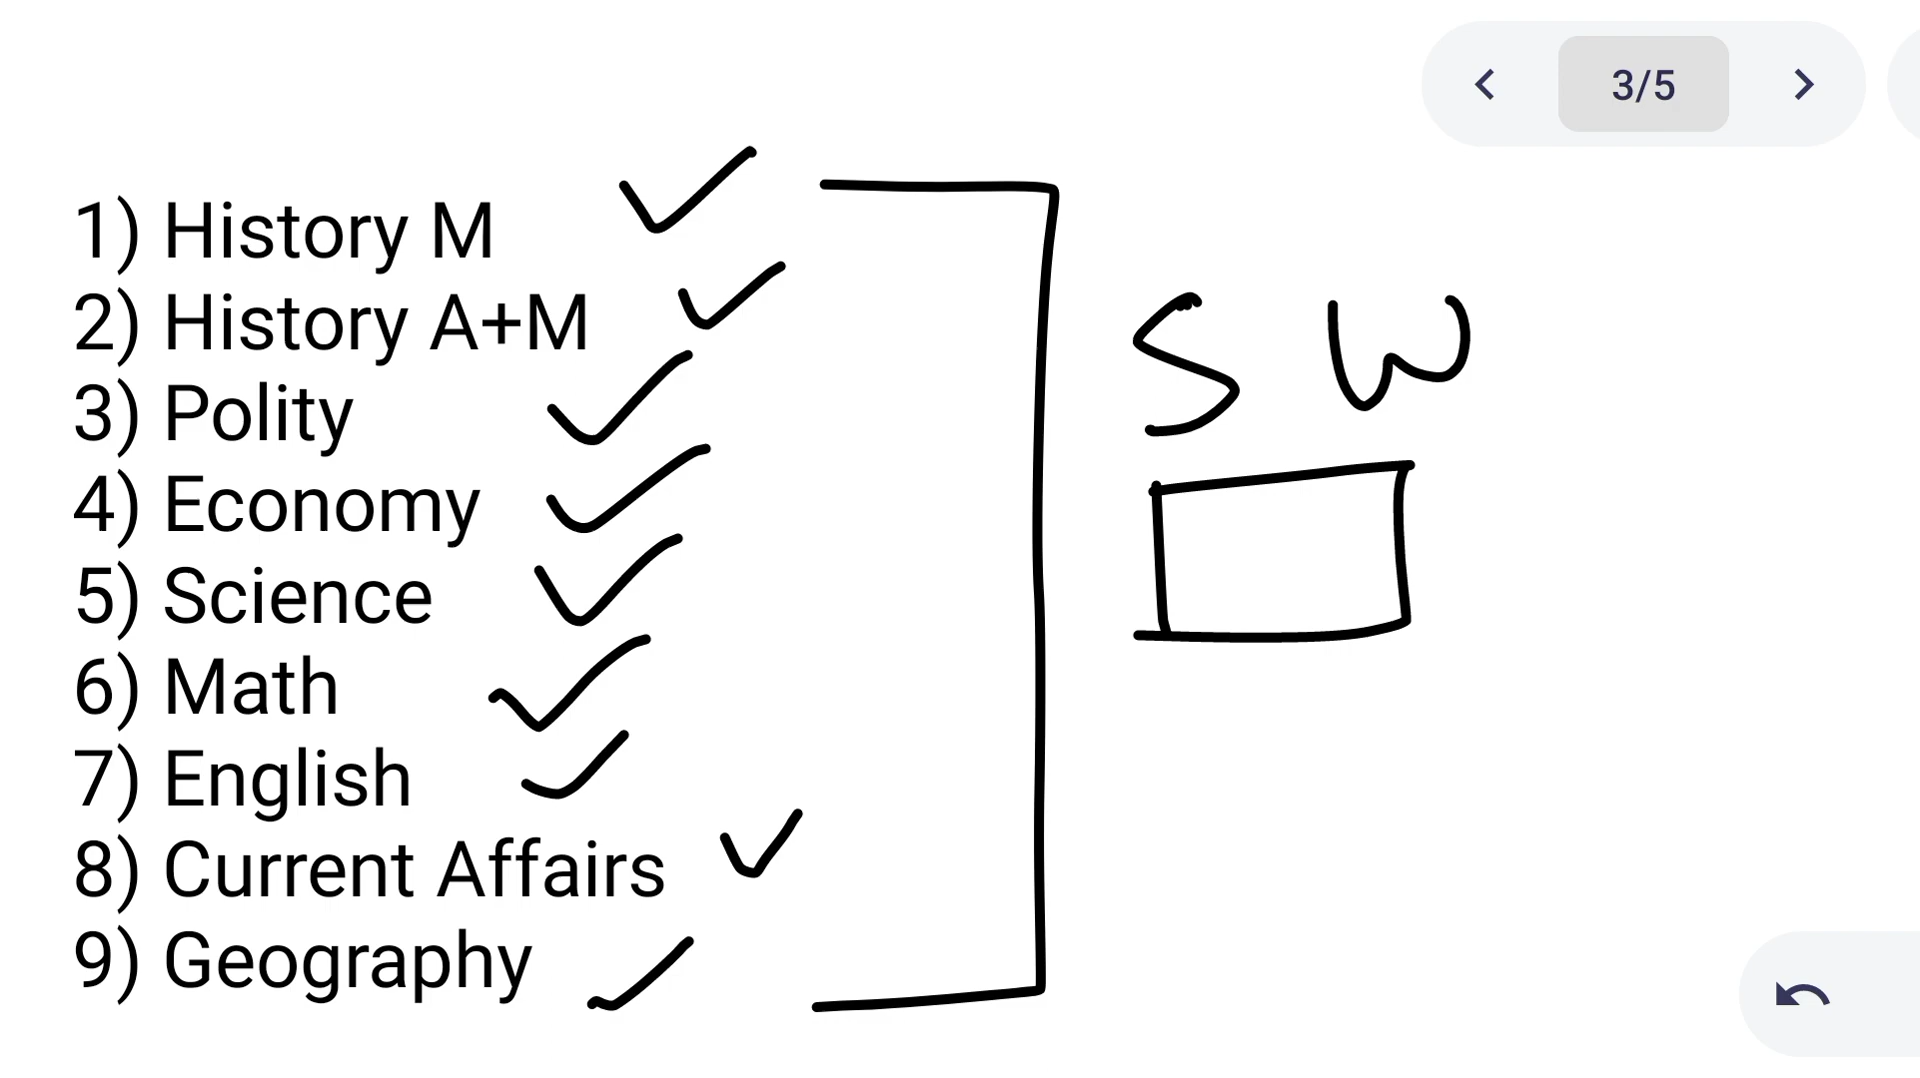 3/5
1) History M
2) History A+M
3) Polity
4) Economy
5) Science
6) Math
7) English
8) Current Affairs
9) Geography
S W